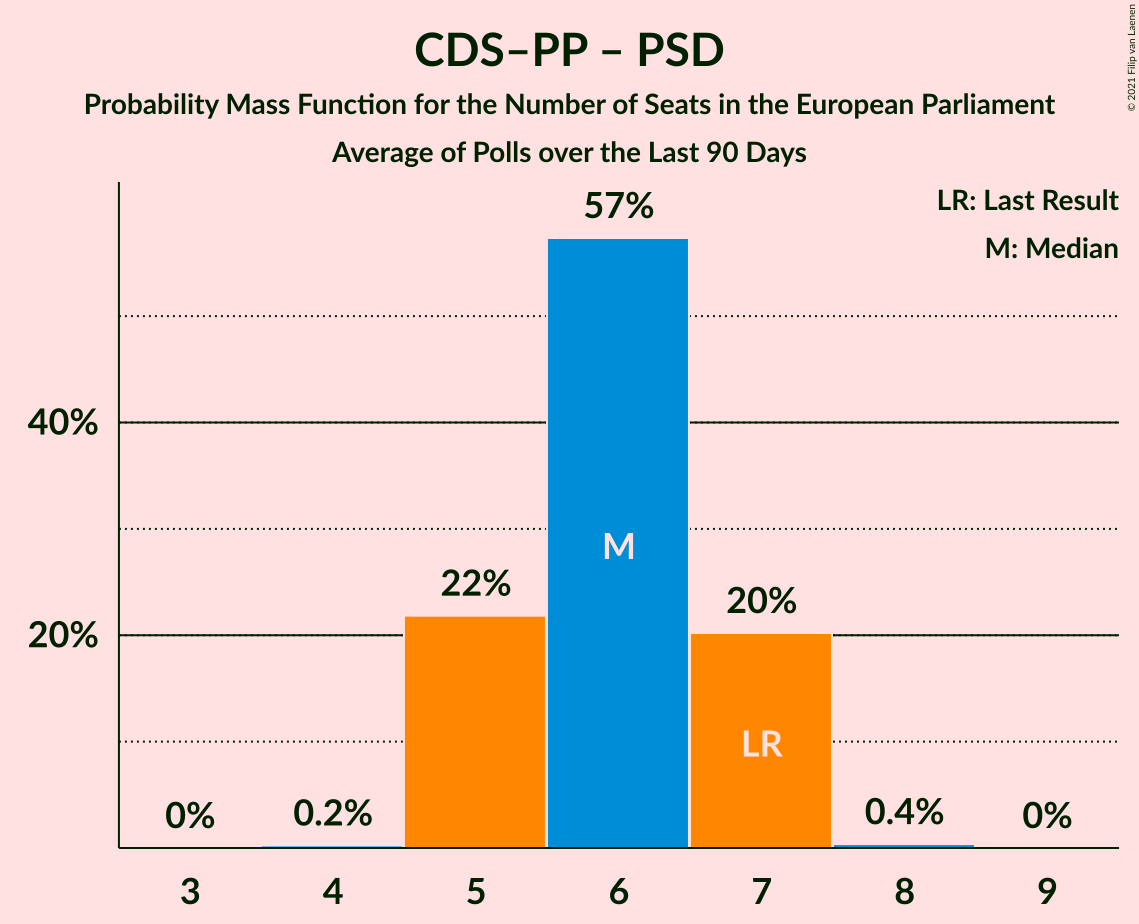 CDS–PP – PSD
Probability Mass Function for the Number of Seats in the European Parliament
Average of Polls over the Last 90 Days
© 2021 Filip van Laenen
LR: Last Result
M: Median
57%
40%
M
22%
20%
20%
LR
0%
0.2%
0.4%
0%
3 4 5 6 7 8 9